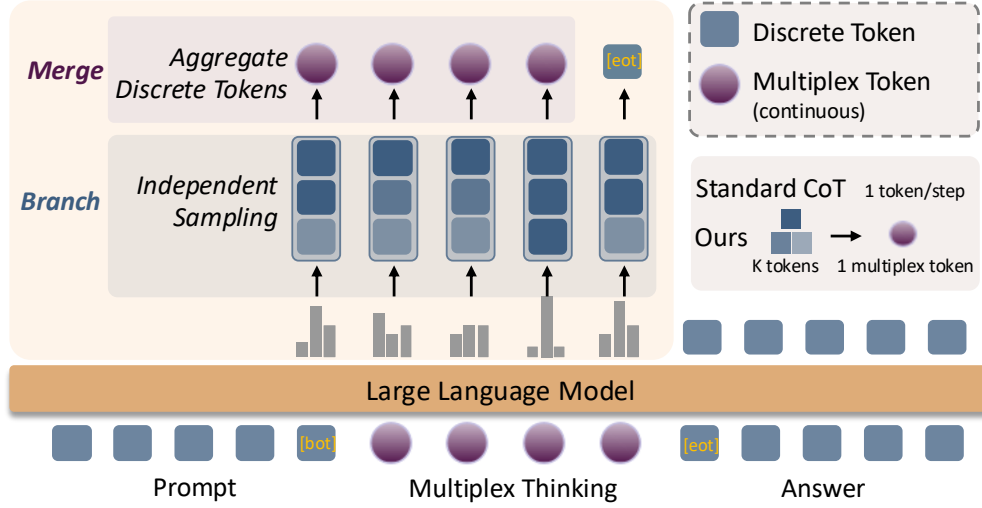 Merge
Aggregate
Discrete Tokens
[eot]
Branch
Independent
Sampling
Discrete Token
Multiplex Token
(continuous)
Standard CoT 1 token/step
Ours
K tokens 1 multiplex token
Large Language Model
[bot] [eot]
Prompt Multiplex Thinking Answer